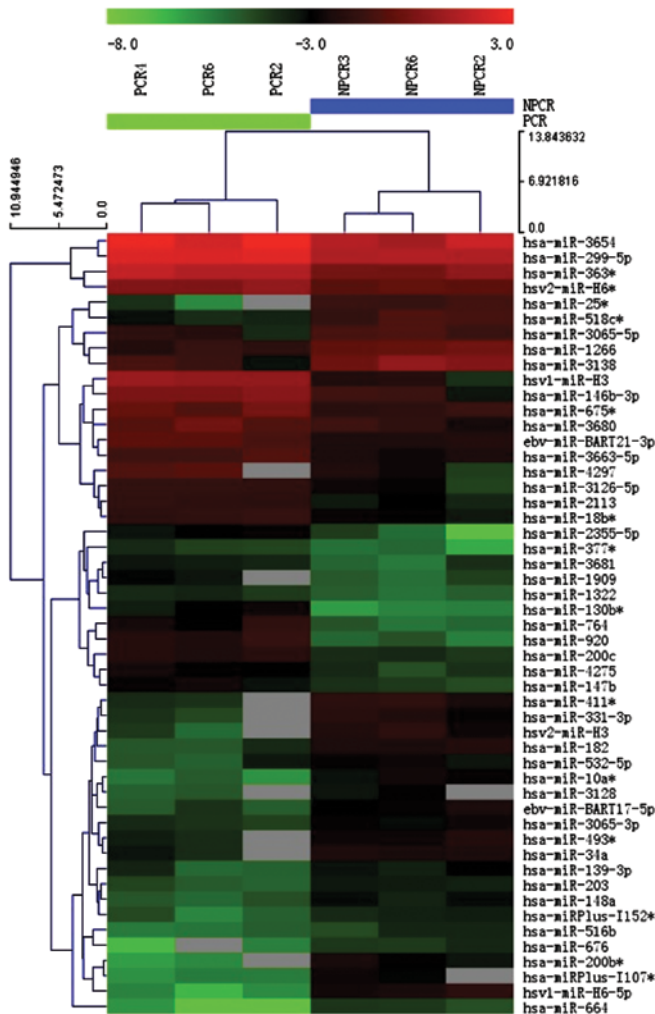 -8.0 -3.0 3.0
PCR4 PCR6 PCR2 NPCR3 NPCR6 NPCR2
NPCR
PCR
13.843632
6.921816
0.0
10.944946 5.472473 0.0
hsa-miR-3654
hsa-miR-299-5p
hsa-miR-363*
hsv2-miR-H6*
hsa-miR-25*
hsa-miR-518c*
hsa-miR-3065-5p
hsa-miR-1266
hsa-miR-3138
hsv1-miR-H3
hsa-miR-146b-3p
hsa-miR-675*
hsa-miR-3680
ebv-miR-BART21-3p
hsa-miR-3663-5p
hsa-miR-4297
hsa-miR-3126-5p
hsa-miR-2113
hsa-miR-18b*
hsa-miR-2355-5p
hsa-miR-377*
hsa-miR-3681
hsa-miR-1909
hsa-miR-1322
hsa-miR-130b*
hsa-miR-764
hsa-miR-920
hsa-miR-200c
hsa-miR-4275
hsa-miR-147b
hsa-miR-411*
hsa-miR-331-3p
hsv2-miR-H3
hsa-miR-182
hsa-miR-532-5p
hsa-miR-10a*
hsa-miR-3128
ebv-miR-BART17-5p
hsa-miR-3065-3p
hsa-miR-493*
hsa-miR-34a
hsa-miR-139-3p
hsa-miR-203
hsa-miR-148a
hsa-miRPlus-I152*
hsa-miR-516b
hsa-miR-676
hsa-miR-200b*
hsa-miRPlus-I107*
hsv1-miR-H6-5p
hsa-miR-664